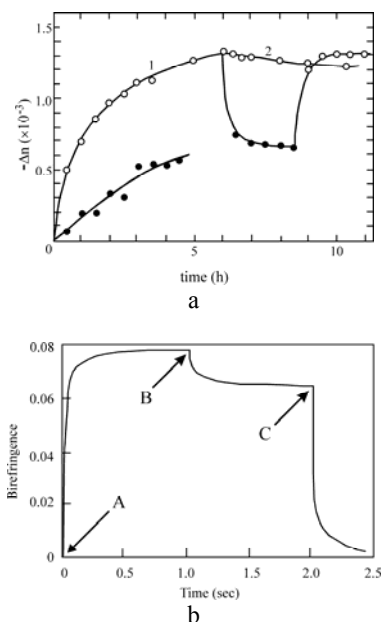 a
1.5
1.0
0.5
0
-Δn (×10⁻³)
1
2
0
5
10
time (h)
a
0.08
0.06
0.04
0.02
0
Birefringence
A
B
C
0
0.5
1.0
1.5
2.0
2.5
Time (sec)
b